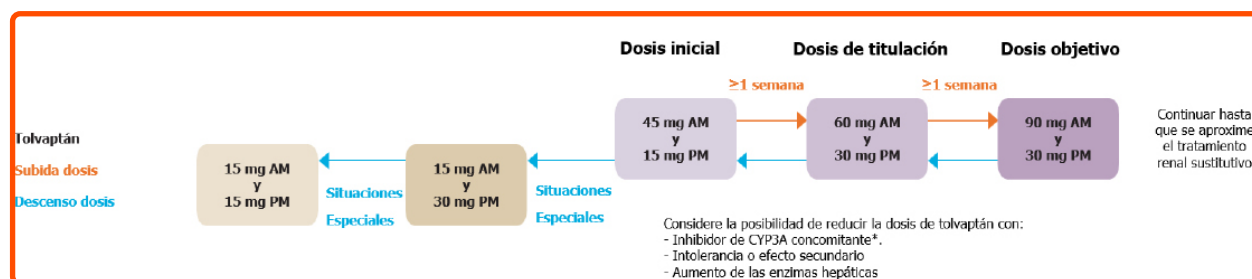 Dosis inicial
Dosis de titulación
Dosis objetivo
≥1 semana
≥1 semana
45 mg AM
y
15 mg PM
60 mg AM
y
30 mg PM
90 mg AM
y
30 mg PM
Continuar hasta
que se aproxime
el tratamiento
renal sustitutivo
Tolvaptán
Subida dosis
Descenso dosis
15 mg AM
y
15 mg PM
Situaciones
Especiales
15 mg AM
y
30 mg PM
Situaciones
Especiales
Considere la posibilidad de reducir la dosis de tolvaptán con:
- Inhibidor de CYP3A concomitante*.
- Intolerancia o efecto secundario
- Aumento de las enzimas hepáticas